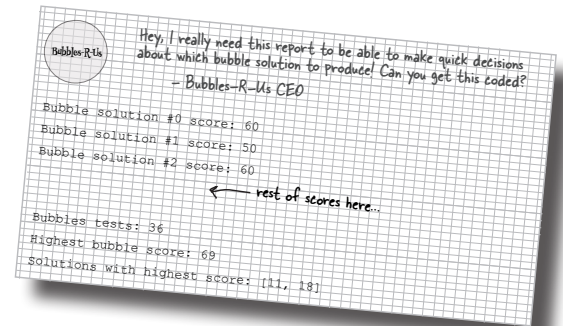 Bubbles-R-Us
Hey, I really need this report to be able to make quick decisions
about which bubble solution to produce! Can you get this coded?
– Bubbles-R-Us CEO
Bubble solution #0 score: 60
Bubble solution #1 score: 50
Bubble solution #2 score: 60
rest of scores here...
Bubbles tests: 36
Highest bubble score: 69
Solutions with highest score: [11, 18]